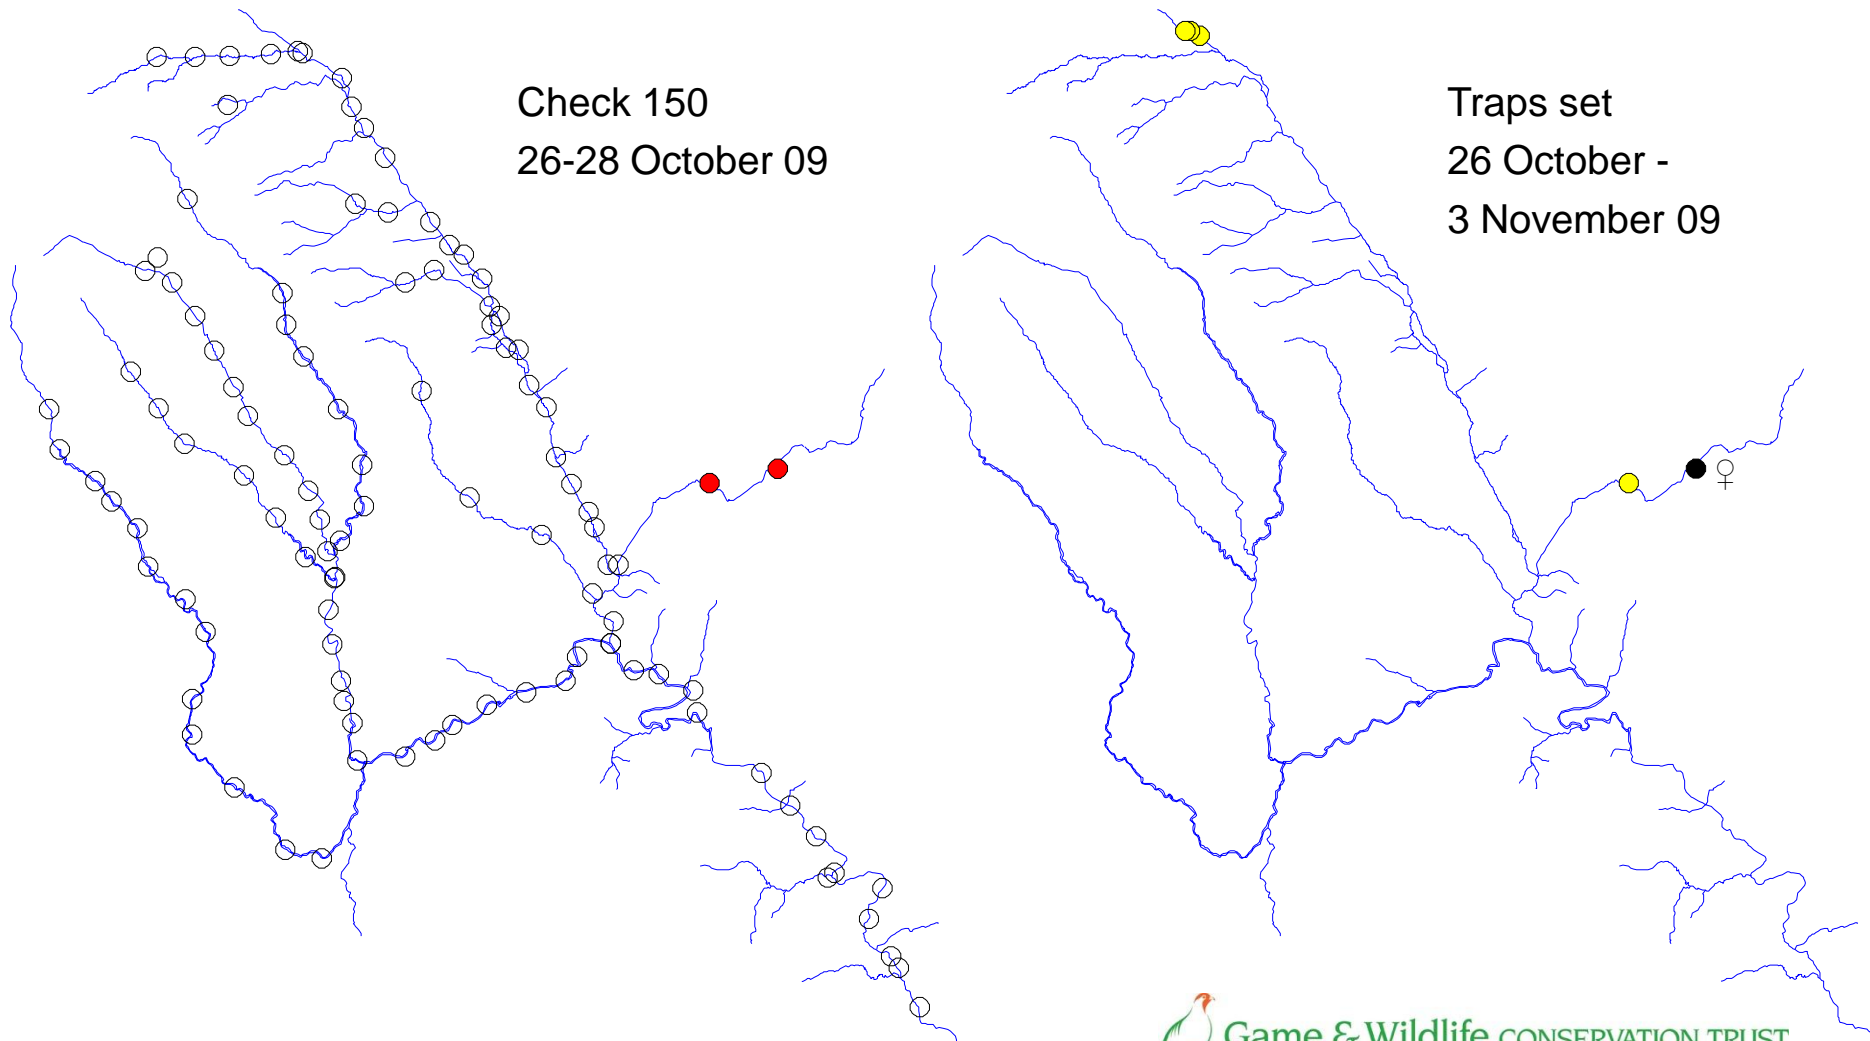 Check 150
26-28 October 09
Traps set
26 October -
3 November 09
♀
Game & Wildlife CONSERVATION TRUST